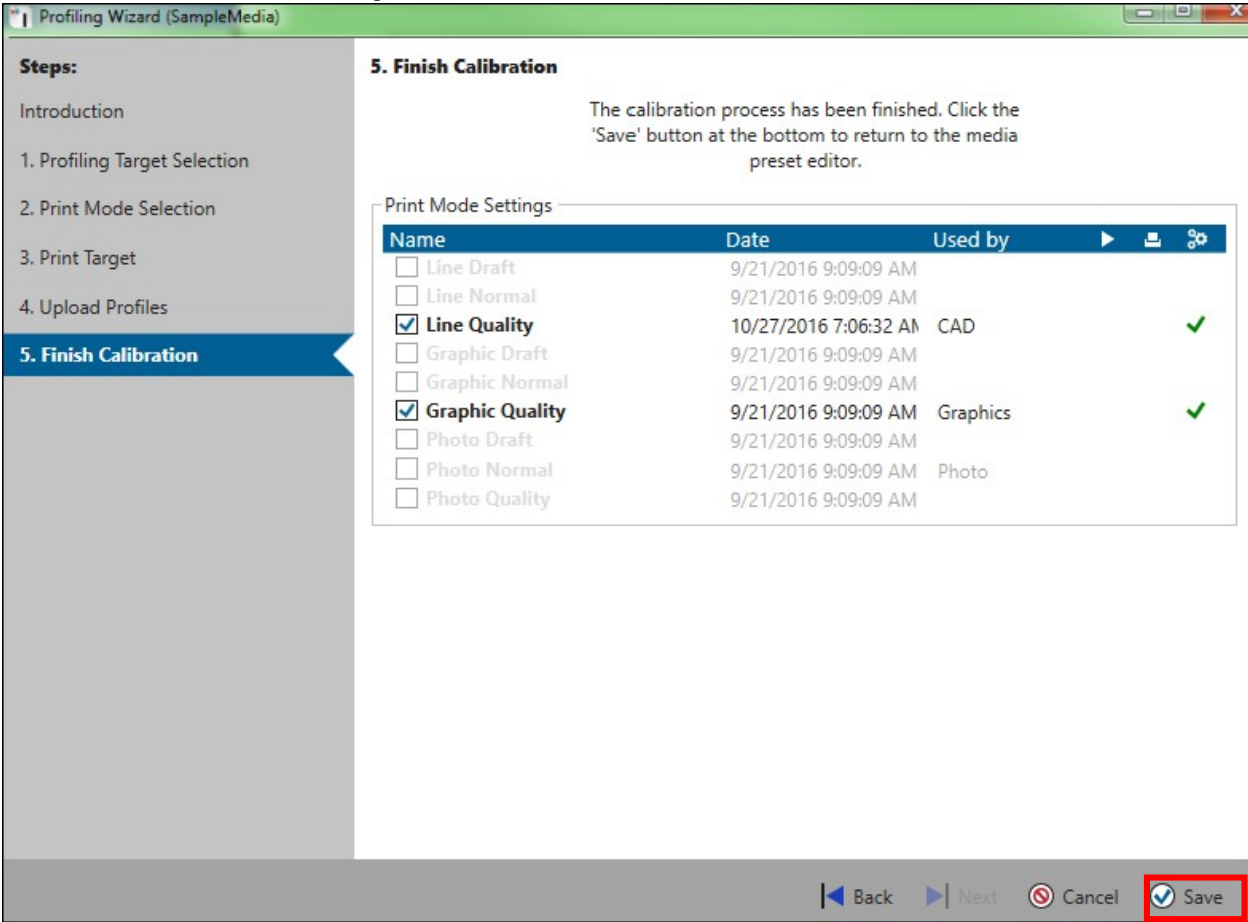 Profiling Wizard (SampleMedia)
Steps:
Introduction
1. Profiling Target Selection
2. Print Mode Selection
3. Print Target
4. Upload Profiles
5. Finish Calibration
5. Finish Calibration
The calibration process has been finished. Click the
'Save' button at the bottom to return to the media
preset editor.
Print Mode Settings
Name Date Used by
Line Draft 9/21/2016 9:09:09 AM
Line Normal 9/21/2016 9:09:09 AM
Line Quality 10/27/2016 7:06:32 AM CAD
Graphic Draft 9/21/2016 9:09:09 AM
Graphic Normal 9/21/2016 9:09:09 AM
Graphic Quality 9/21/2016 9:09:09 AM Graphics
Photo Draft 9/21/2016 9:09:09 AM
Photo Normal 9/21/2016 9:09:09 AM Photo
Photo Quality 9/21/2016 9:09:09 AM
Back Next Cancel Save